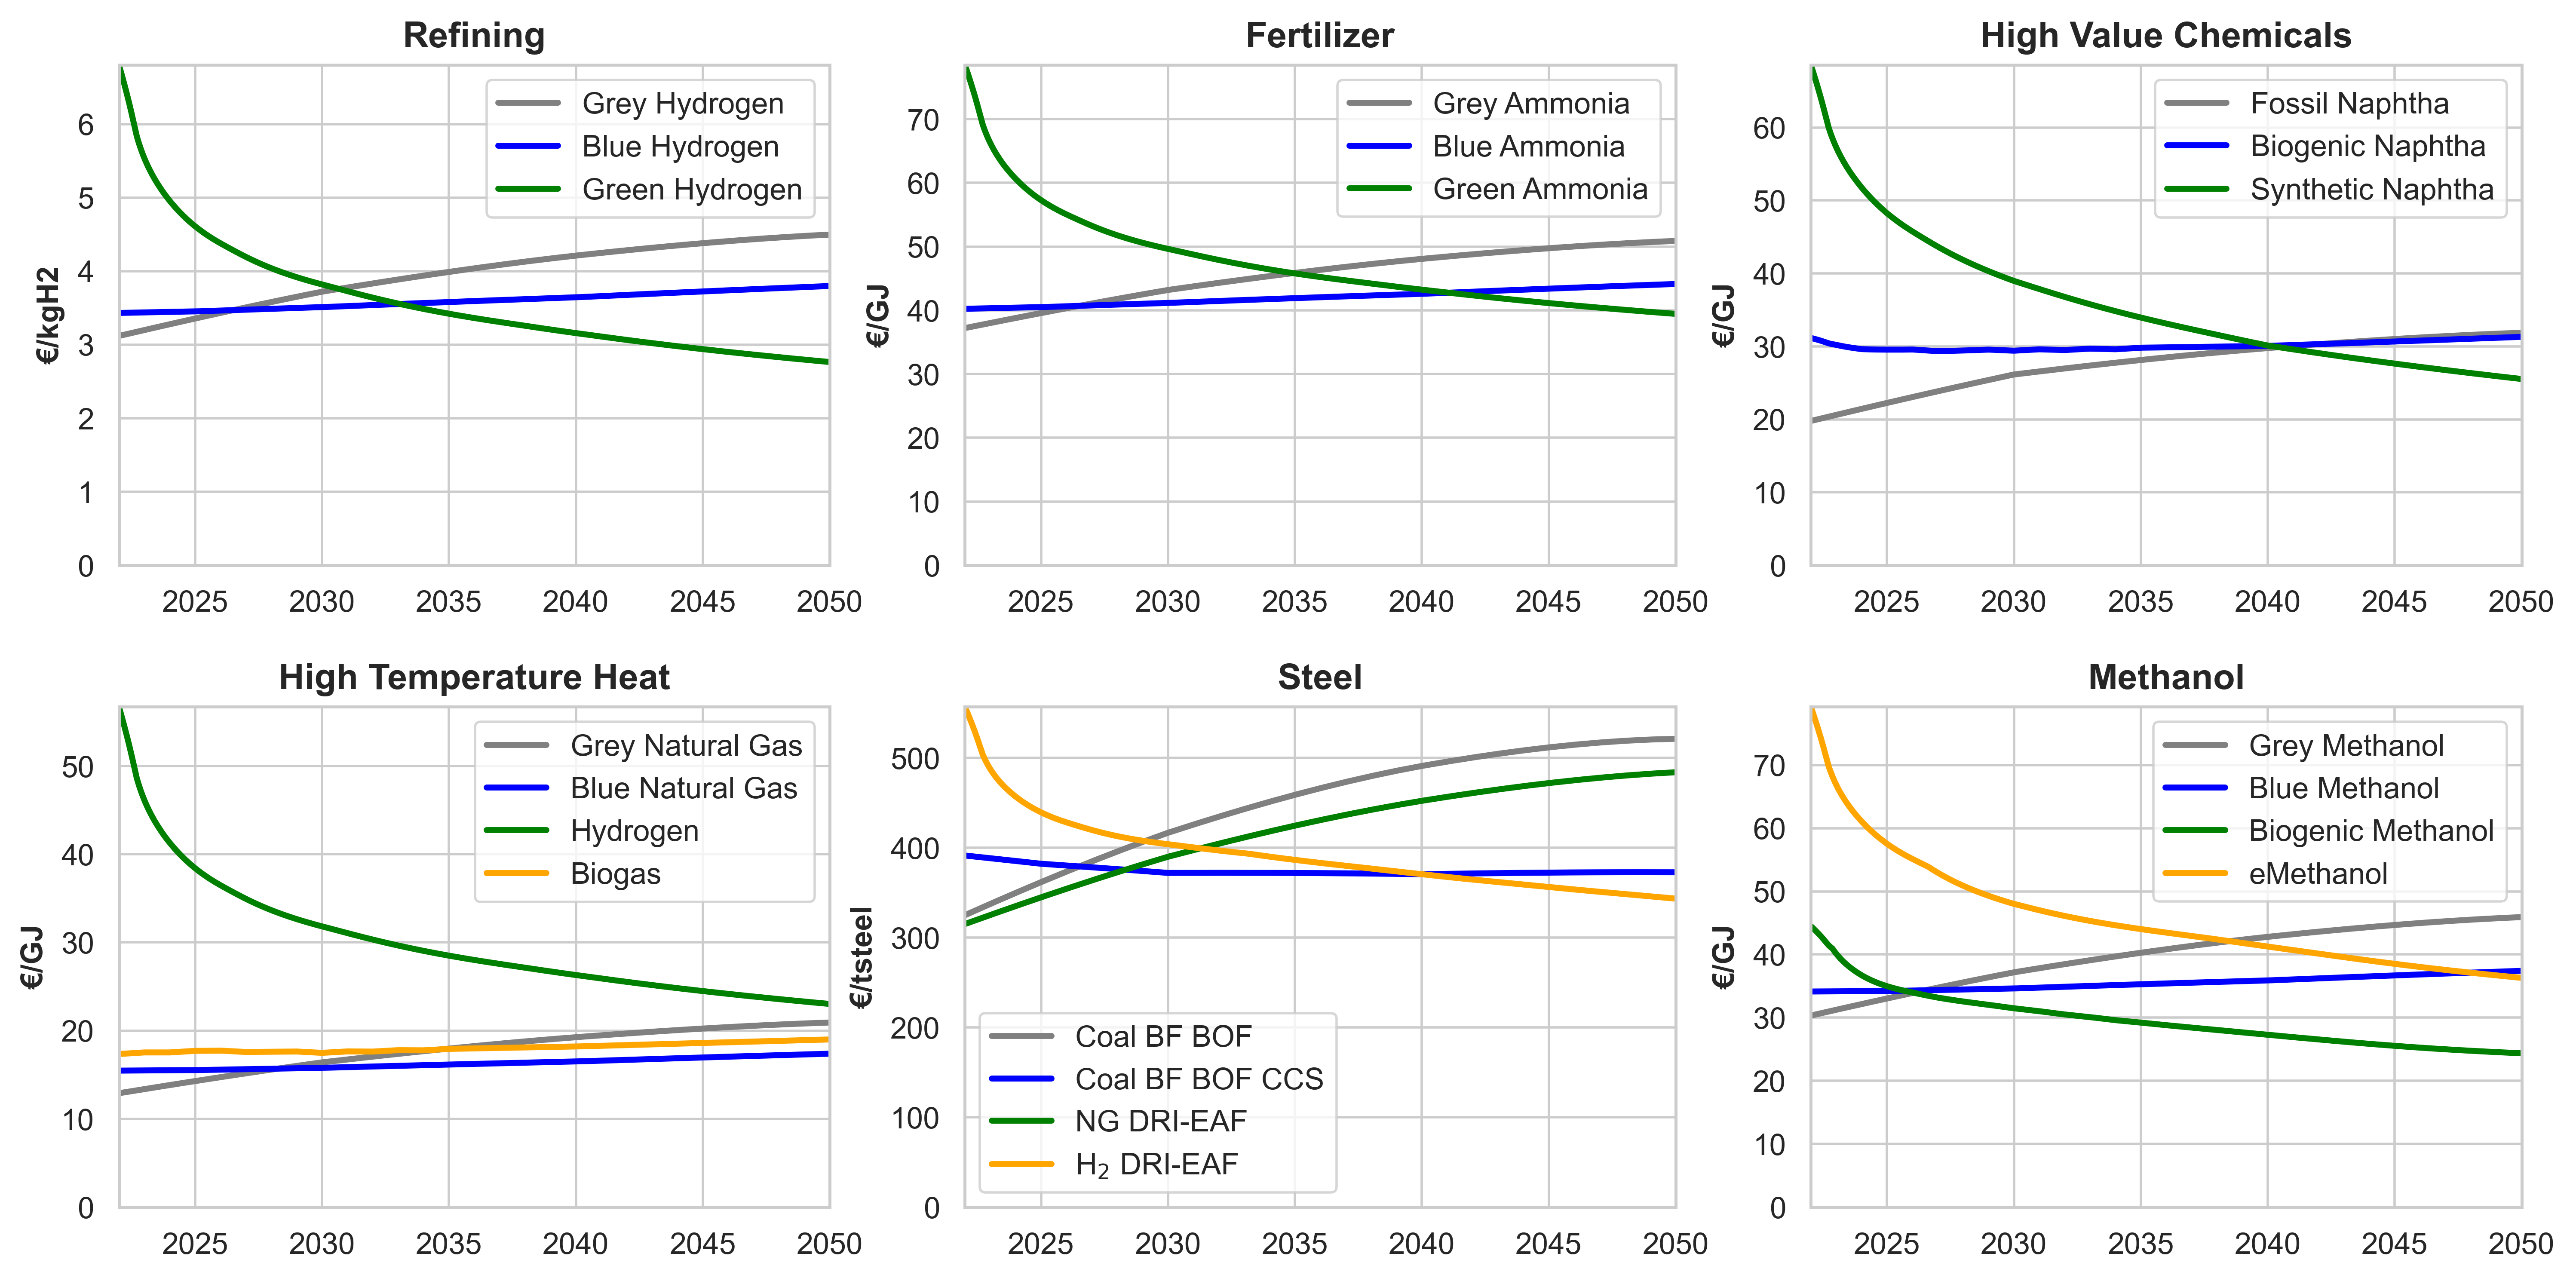 Refining
€/kgH2
6
5
4
3
2
1
0
Grey Hydrogen
Blue Hydrogen
Green Hydrogen
2025 2030 2035 2040 2045 2050
Fertilizer
€/GJ
70
60
50
40
30
20
10
0
Grey Ammonia
Blue Ammonia
Green Ammonia
2025 2030 2035 2040 2045 2050
High Value Chemicals
€/GJ
60
50
40
30
20
10
0
Fossil Naphtha
Biogenic Naphtha
Synthetic Naphtha
2025 2030 2035 2040 2045 2050
High Temperature Heat
€/GJ
50
40
30
20
10
0
Grey Natural Gas
Blue Natural Gas
Hydrogen
Biogas
2025 2030 2035 2040 2045 2050
Steel
€/tsteel
500
400
300
200
100
0
Coal BF BOF
Coal BF BOF CCS
NG DRI-EAF
H₂ DRI-EAF
2025 2030 2035 2040 2045 2050
Methanol
€/GJ
70
60
50
40
30
20
10
0
Grey Methanol
Blue Methanol
Biogenic Methanol
eMethanol
2025 2030 2035 2040 2045 2050